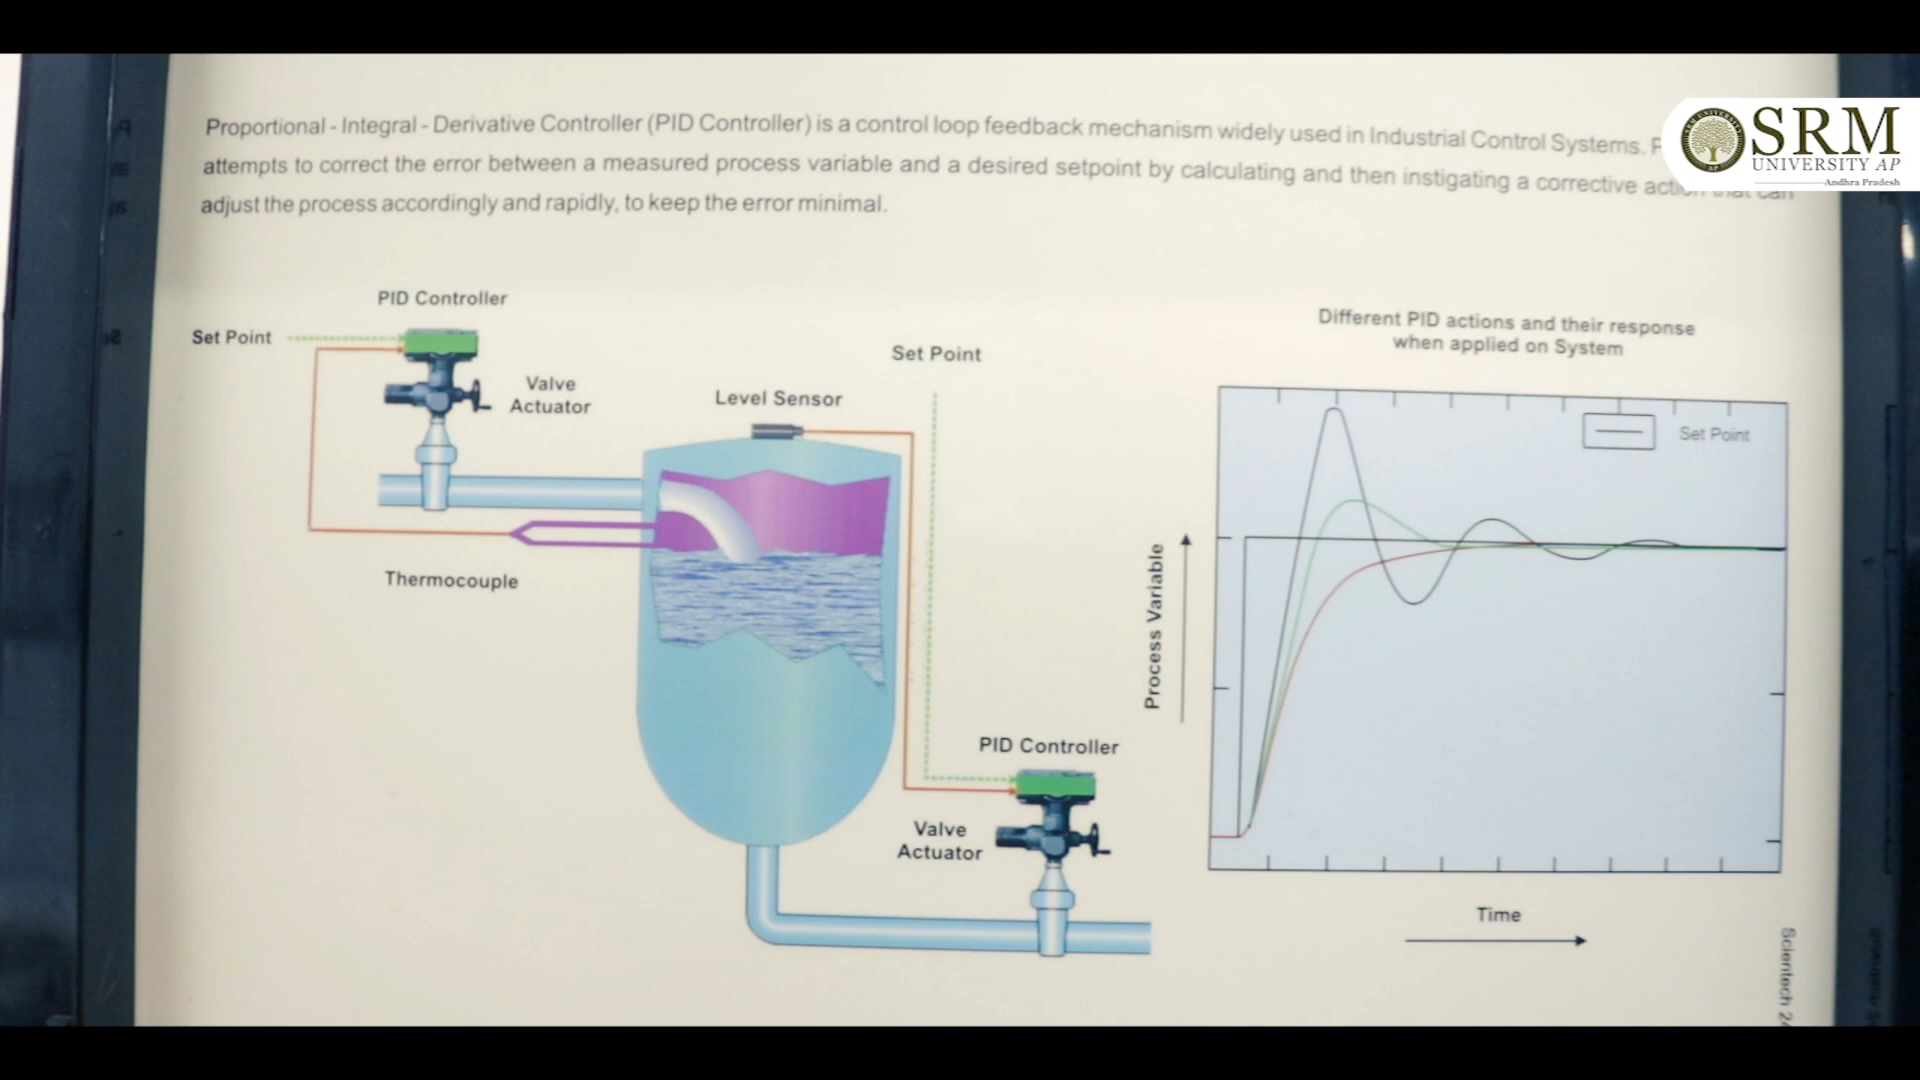 Proportional - Integral - Derivative Controller (PID Controller) is a control loop feedback mechanism widely used in Industrial Control Systems.
attempts to correct the error between a measured process variable and a desired setpoint by calculating and then instigating a corrective action that can
adjust the process accordingly and rapidly, to keep the error minimal.
SRM
UNIVERSITY AP
Andhra Pradesh
PID Controller
Set Point
Valve
Actuator
Level Sensor
Set Point
Thermocouple
PID Controller
Valve
Actuator
Different PID actions and their response
when applied on System
Set Point
Process Variable
Time
Scientech